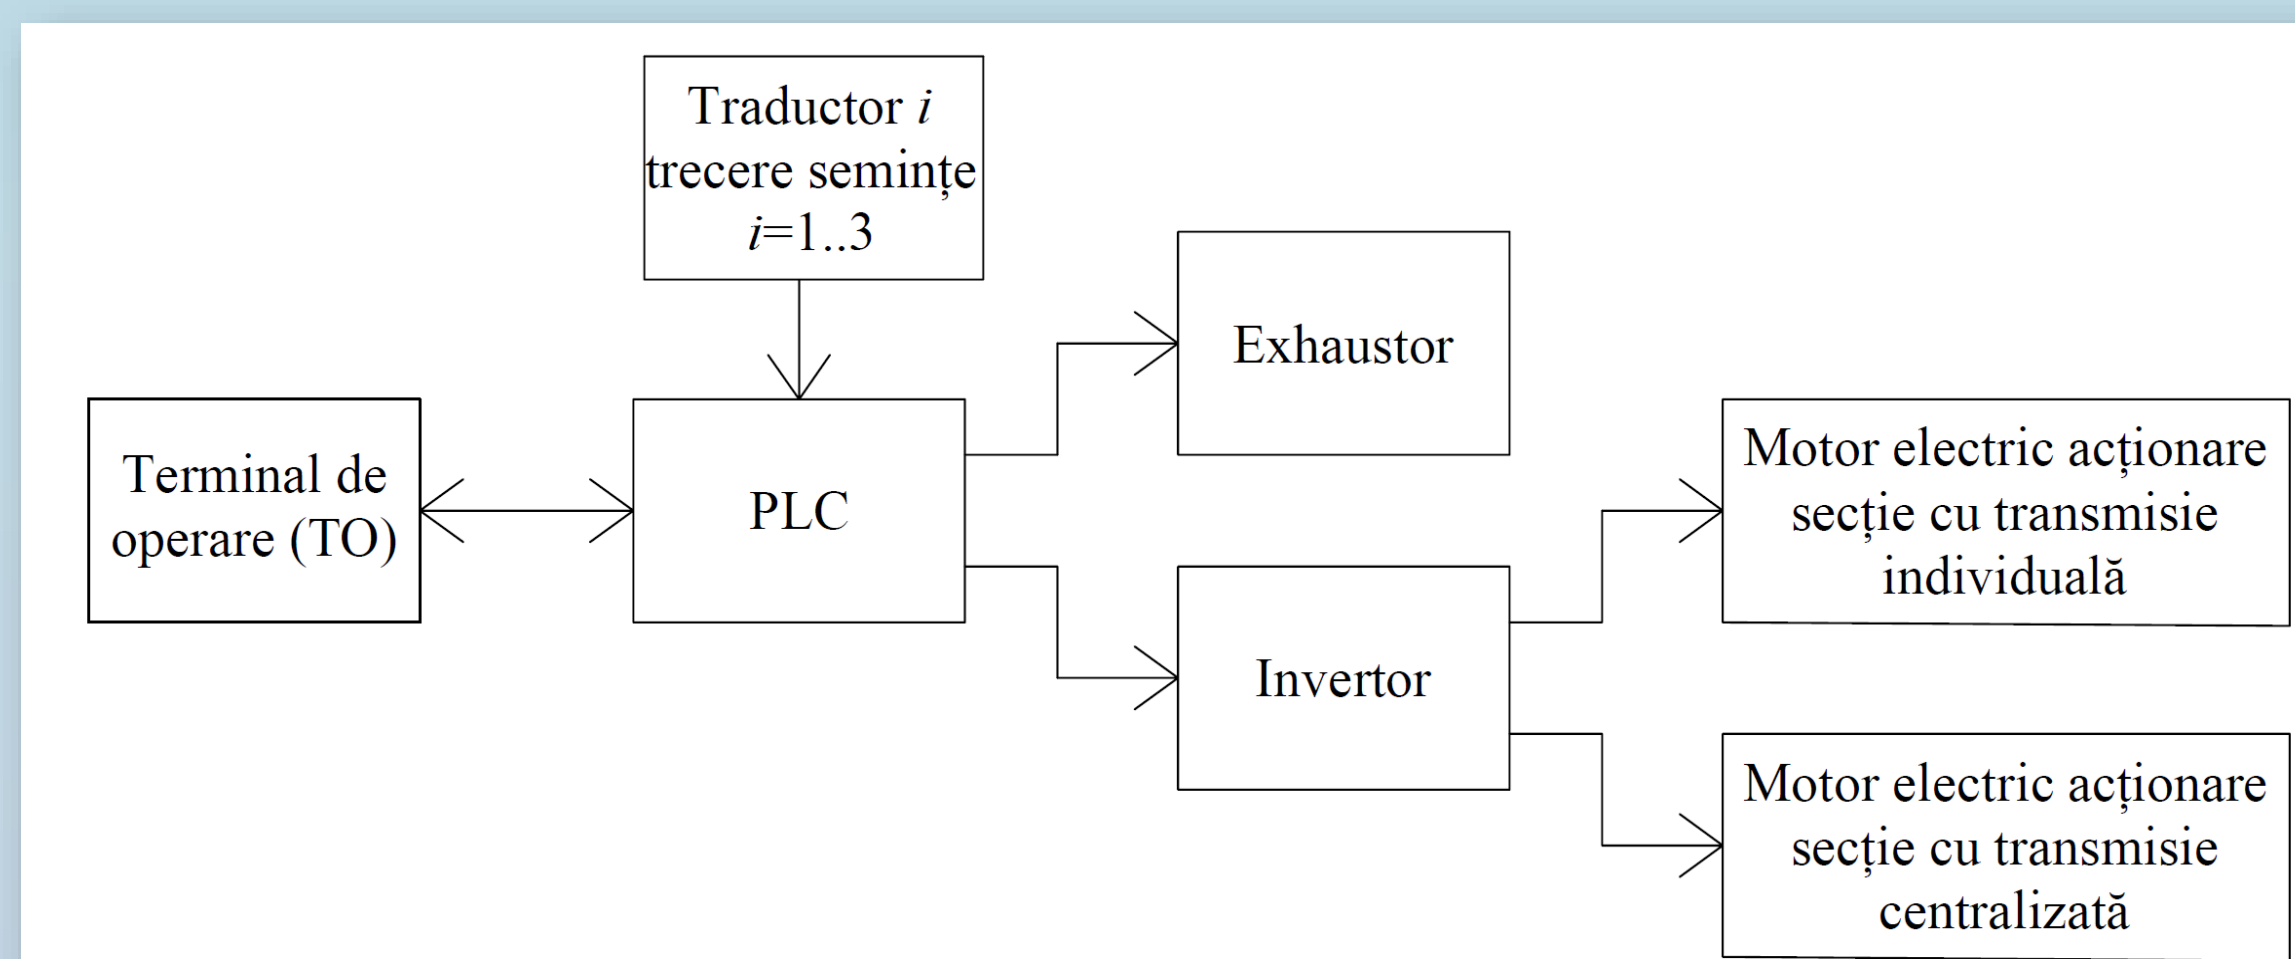 Traductor i
trecere semințe
i=1..3
Exhaustor
Terminal de
operare (TO)
PLC
Motor electric acționare
secție cu transmisie
individuală
Invertor
Motor electric acționare
secție cu transmisie
centralizată